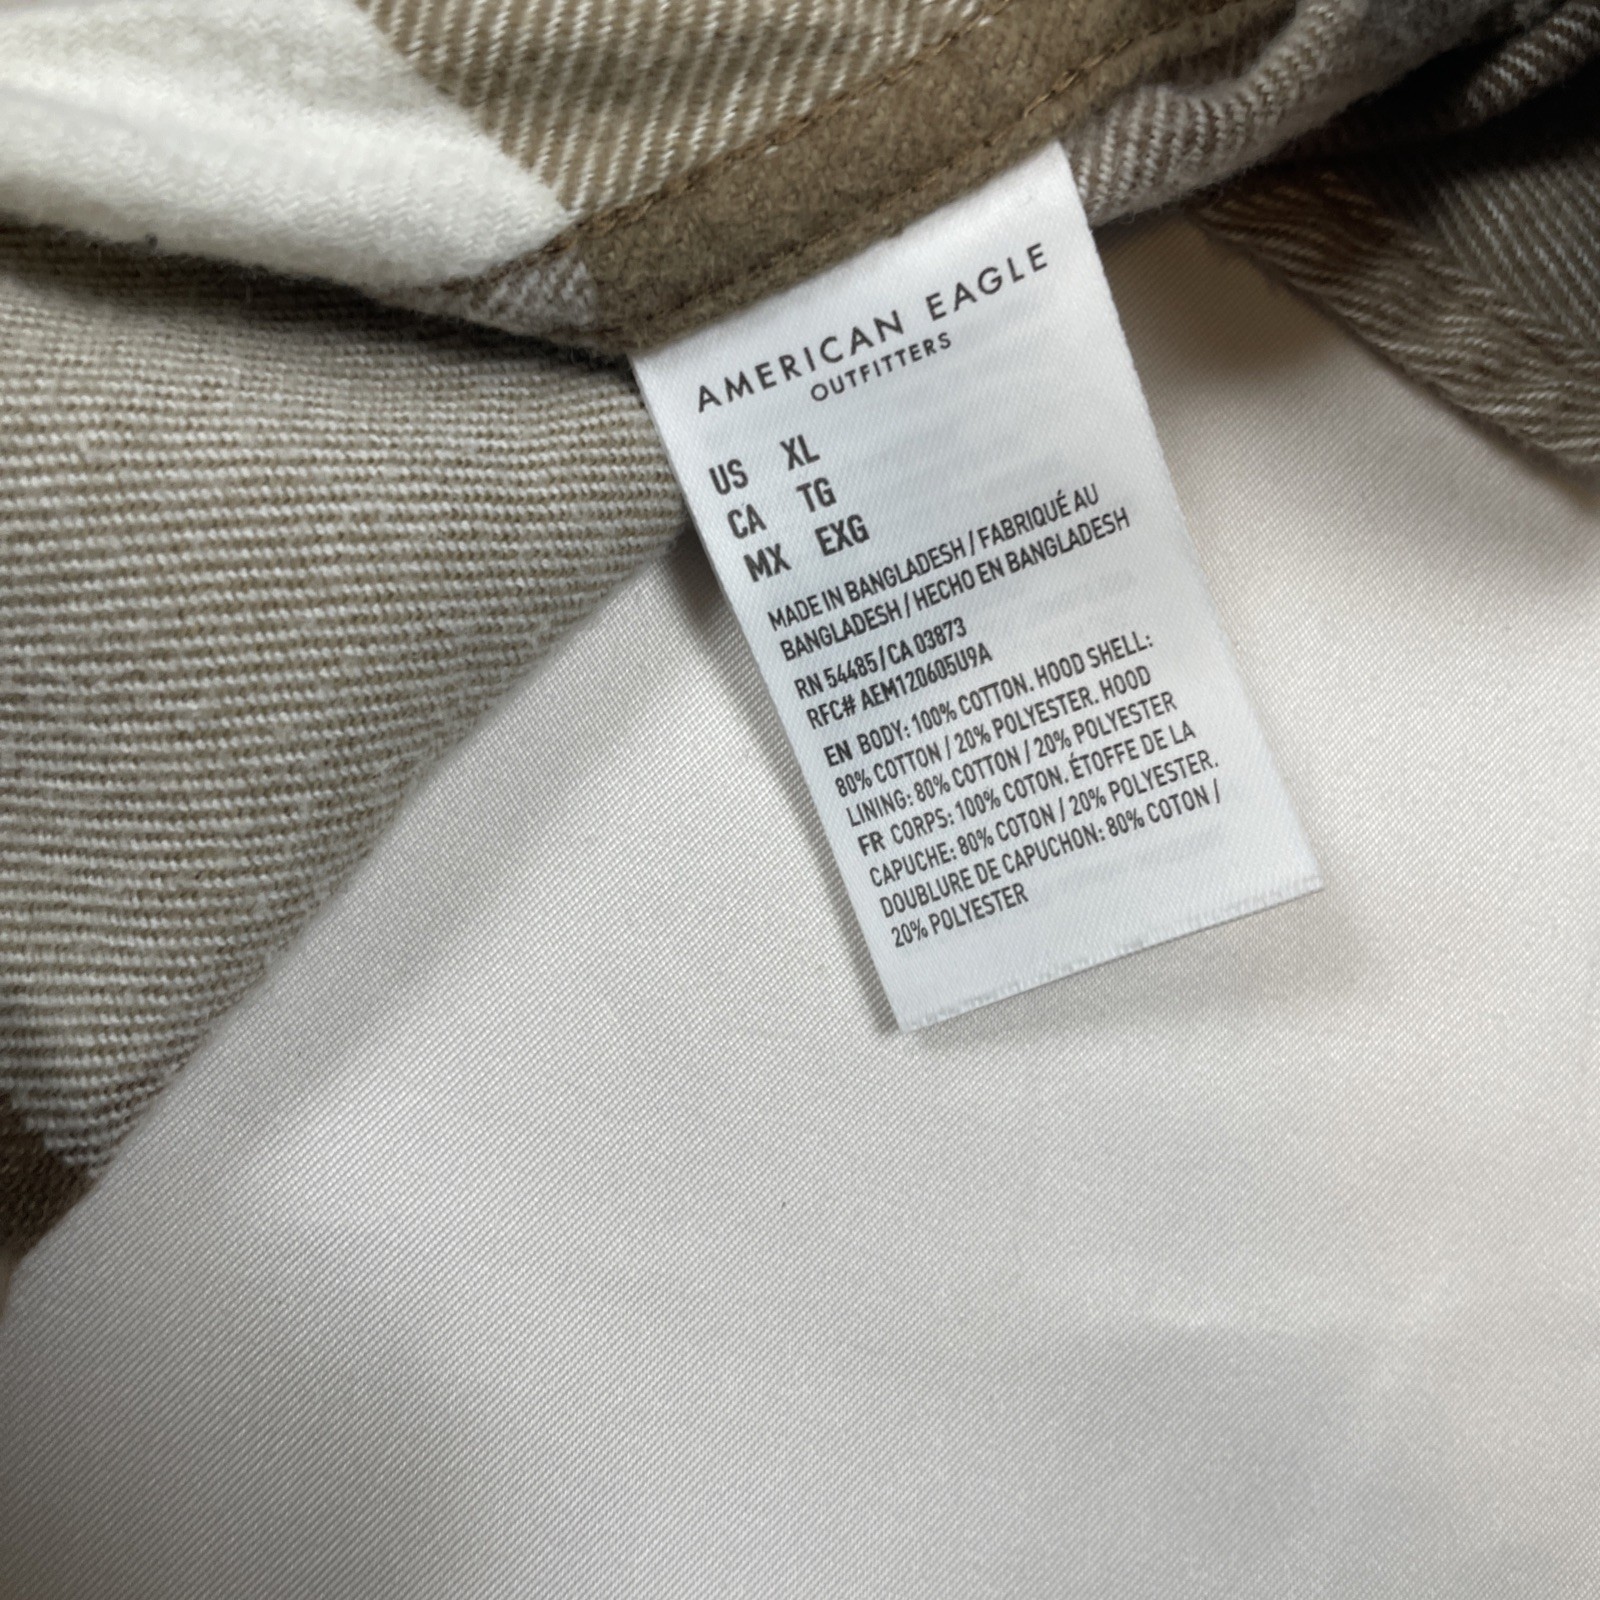 AMERICAN EAGLE
OUTFITTERS
US XL
CA TG
MX EXG
MADE IN BANGLADESH / FABRIQUÉ AU
BANGLADESH / HECHO EN BANGLADESH
RN 54485 / CA 03873
RFC# AEM120605U9A
EN BODY: 100% COTTON. HOOD SHELL:
80% COTTON / 20% POLYESTER. HOOD
LINING: 80% COTTON / 20% POLYESTER
FR CORPS: 100% COTON. ÉTOFFE DE LA
CAPUCHE: 80% COTON / 20% POLYESTER.
DOUBLURE DE CAPUCHON: 80% COTON /
20% POLYESTER